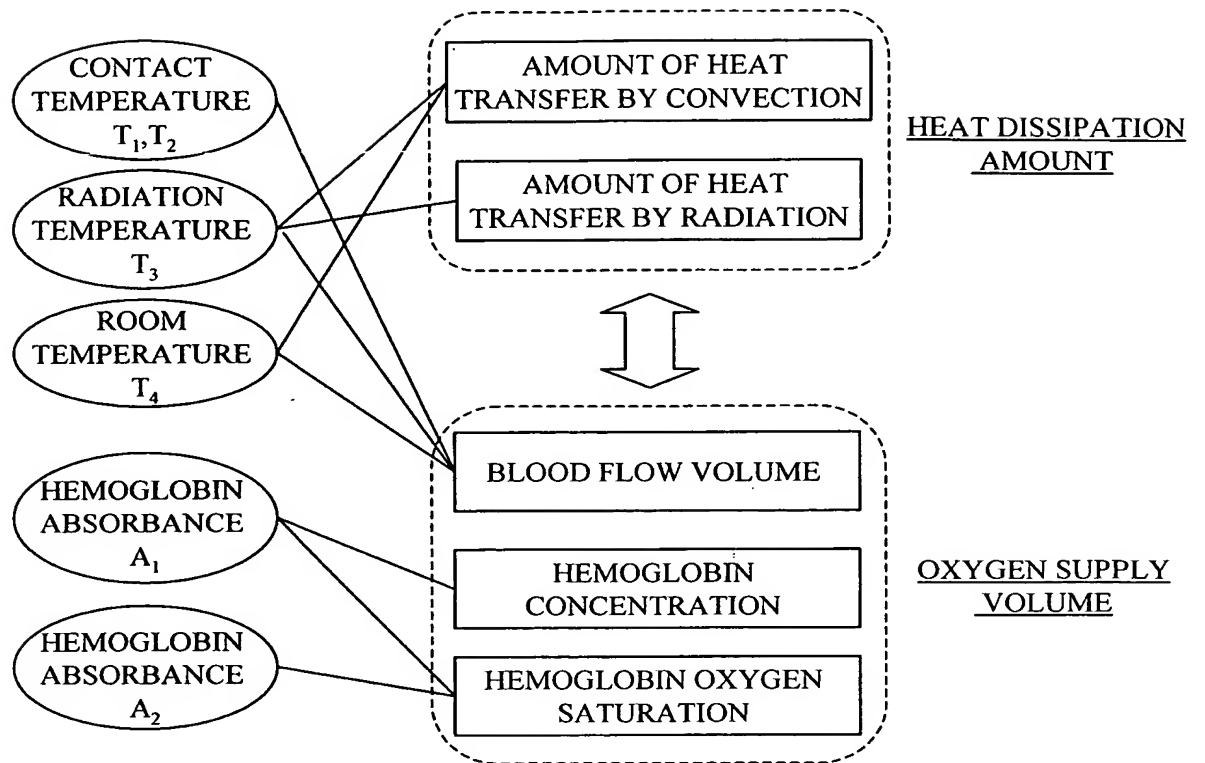 CONTACT
TEMPERATURE
T₁,T₂
RADIATION
TEMPERATURE
T₃
ROOM
TEMPERATURE
T₄
HEMOGLOBIN
ABSORBANCE
A₁
HEMOGLOBIN
ABSORBANCE
A₂
AMOUNT OF HEAT
TRANSFER BY CONVECTION
AMOUNT OF HEAT
TRANSFER BY RADIATION
HEAT DISSIPATION
AMOUNT
BLOOD FLOW VOLUME
HEMOGLOBIN
CONCENTRATION
HEMOGLOBIN OXYGEN
SATURATION
OXYGEN SUPPLY
VOLUME